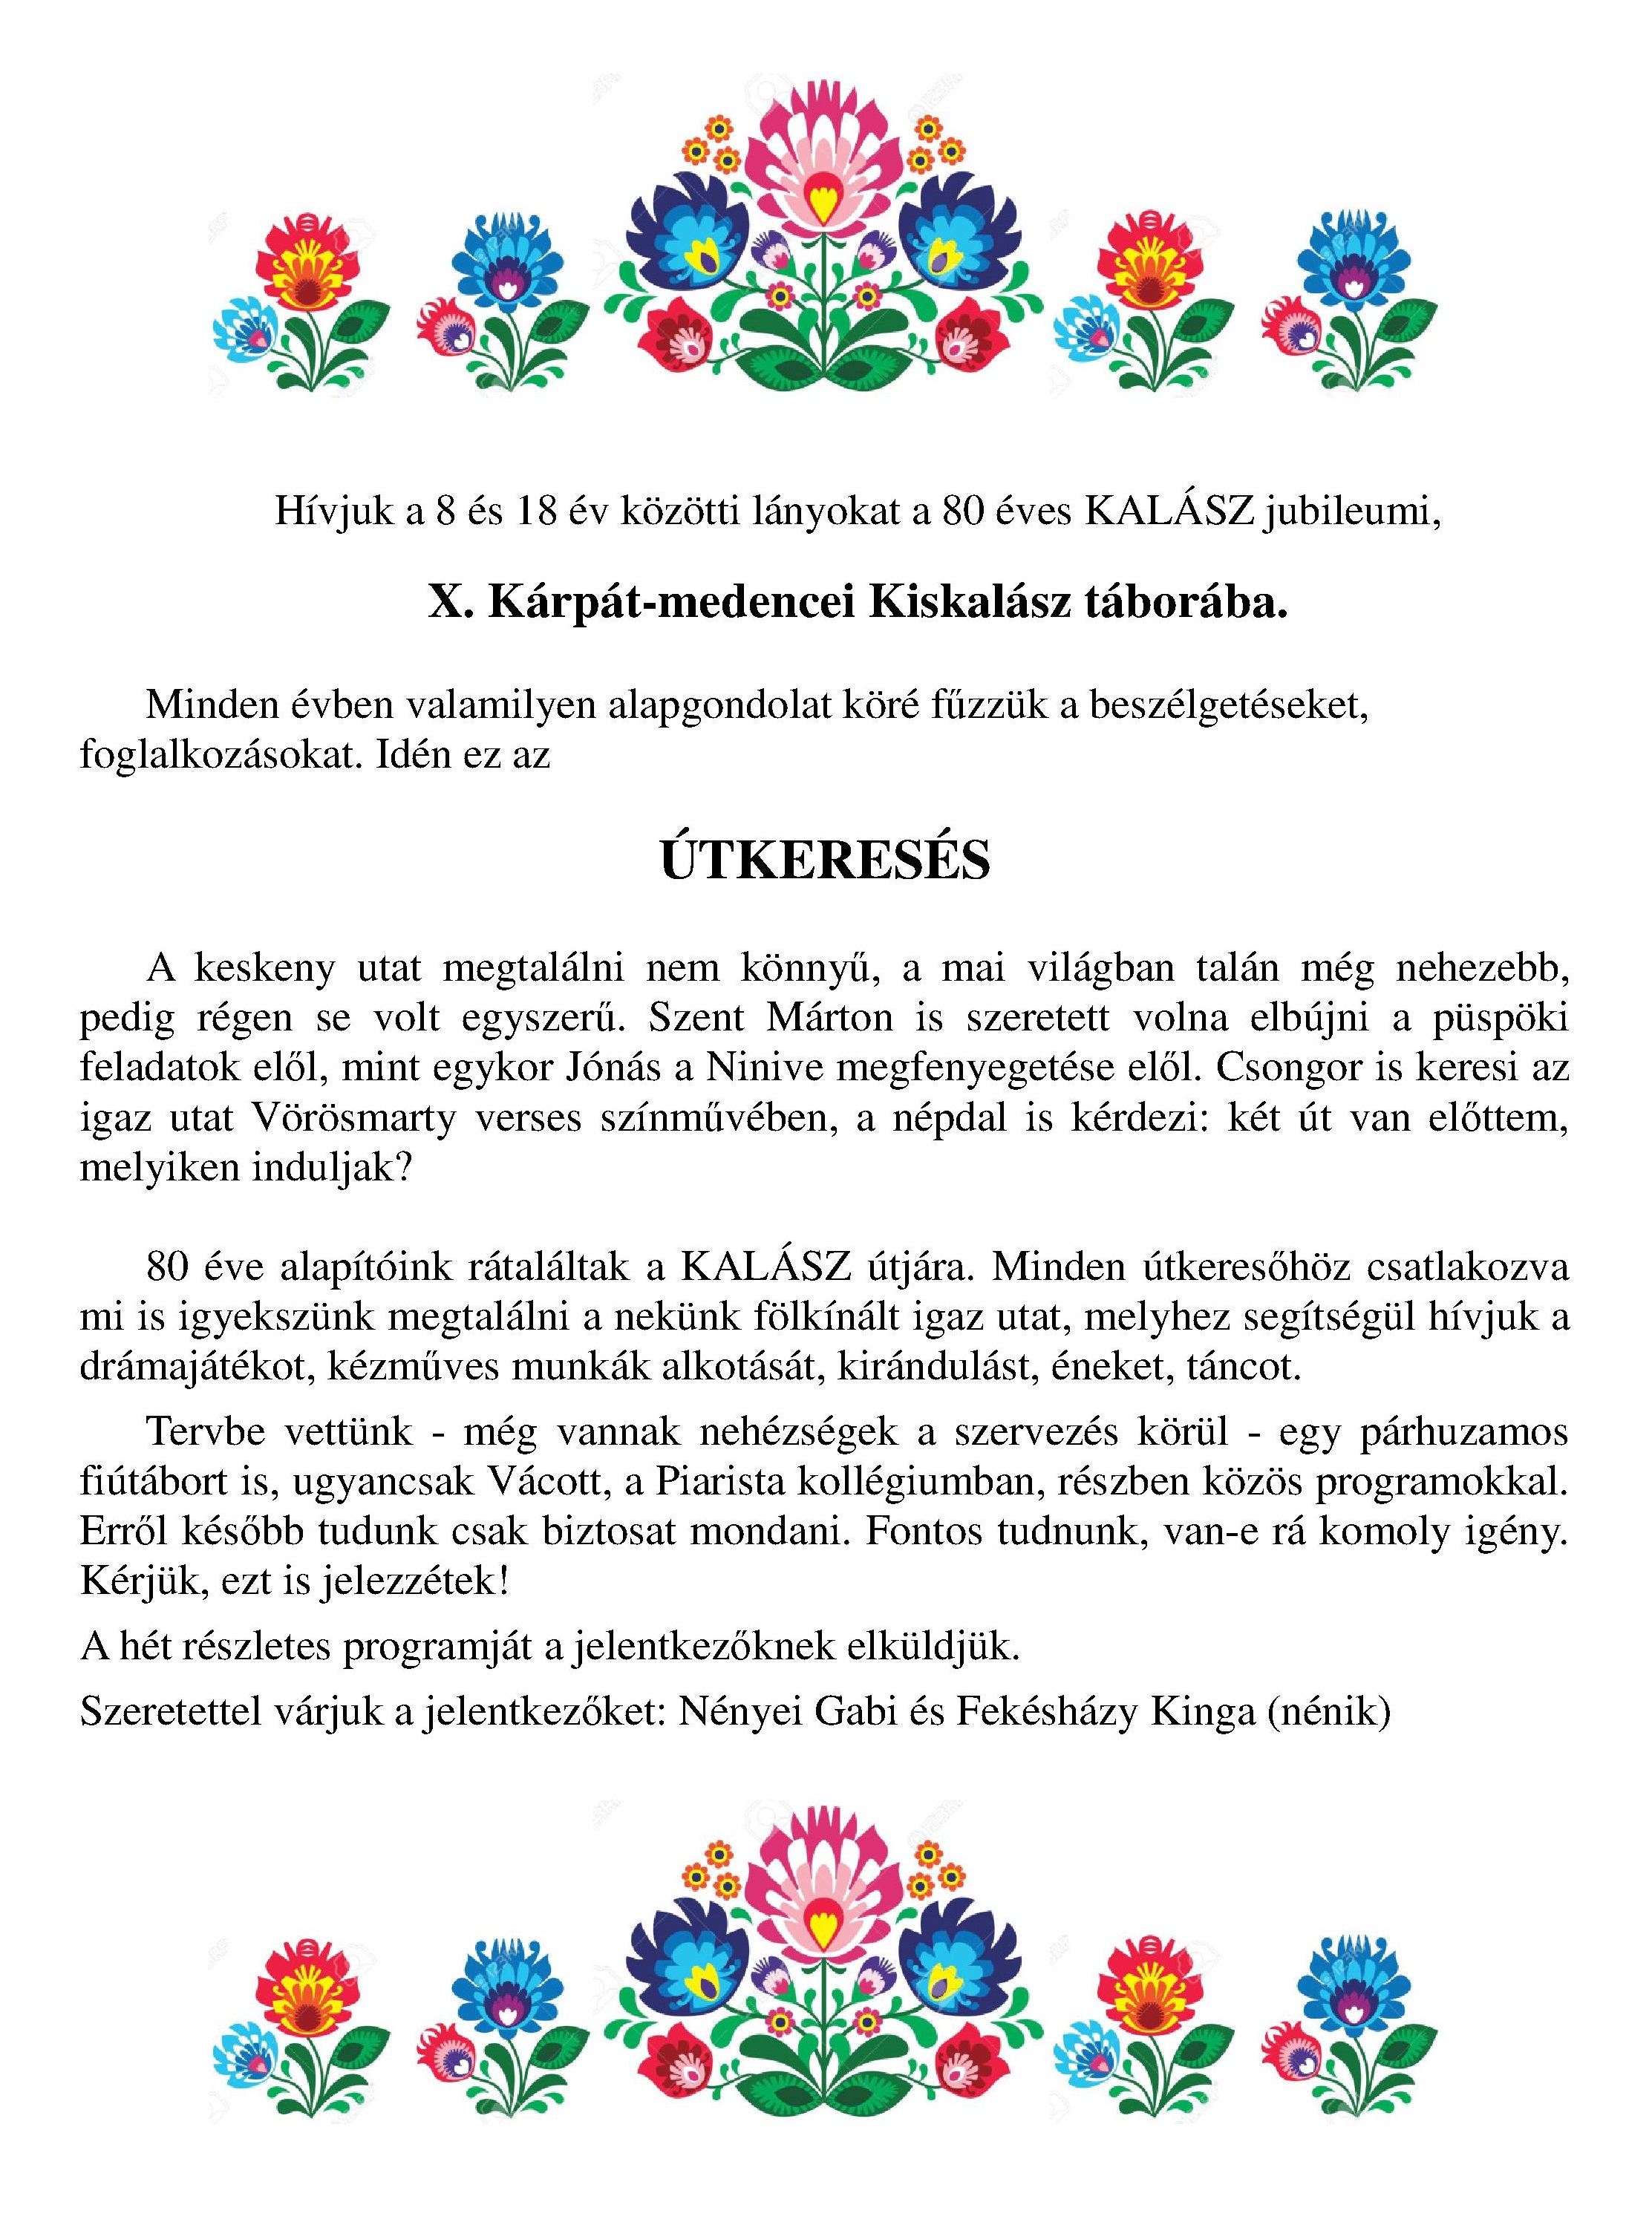 Hívjuk a 8 és 18 év közötti lányokat a 80 éves KALÁSZ jubileumi,
X. Kárpát-medencei Kiskalász táborába.
Minden évben valamilyen alapgondolat köré fűzzük a beszélgetéseket,
foglalkozásokat. Idén ez az
ÚTKERESÉS
A keskeny utat megtalálni nem könnyű, a mai világban talán még nehezebb,
pedig régen se volt egyszerű. Szent Márton is szeretett volna elbújni a püspöki
feladatok elől, mint egykor Jónás a Ninive megfenyegetése elől. Csongor is keresi az
igaz utat Vörösmarty verses színművében, a népdal is kérdezi: két út van előttem,
melyiken induljak?
80 éve alapítóink rátaláltak a KALÁSZ útjára. Minden útkeresőhöz csatlakozva
mi is igyekszünk megtalálni a nekünk fölkínált igaz utat, melyhez segítségül hívjuk a
drámajátékot, kézműves munkák alkotását, kirándulást, éneket, táncot.
Tervbe vettünk - még vannak nehézségek a szervezés körül - egy párhuzamos
fiútábort is, ugyancsak Vácott, a Piarista kollégiumban, részben közös programokkal.
Erről később tudunk csak biztosat mondani. Fontos tudnunk, van-e rá komoly igény.
Kérjük, ezt is jelezzétek!
A hét részletes programját a jelentkezőknek elküldjük.
Szeretettel várjuk a jelentkezőket: Nényei Gabi és Fekésházy Kinga (nénik)